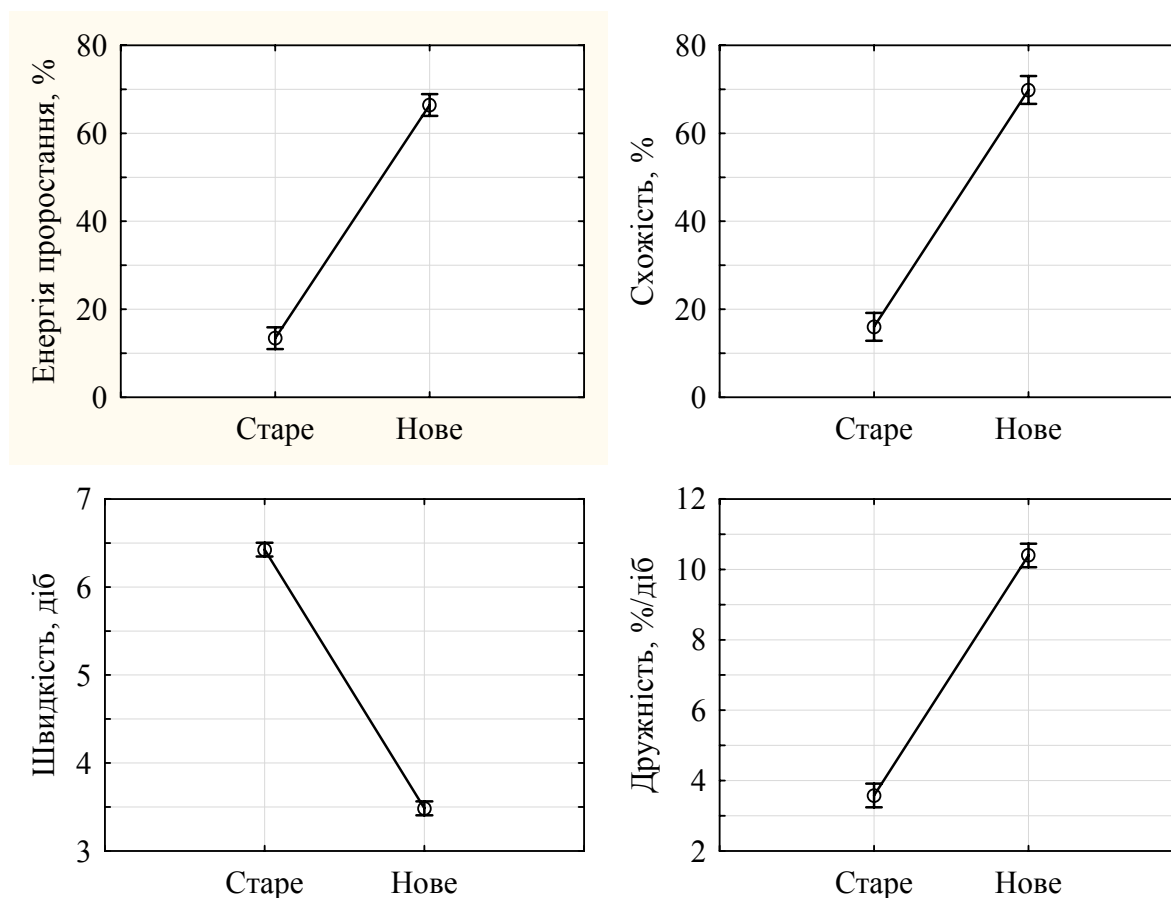 Енергія проростання, %
80
60
40
20
0
Старе Нове
Схожість, %
80
60
40
20
0
Старе Нове
Швидкість, діб
7
6
5
4
3
Старе Нове
Дружність, %/діб
12
10
8
6
4
2
Старе Нове